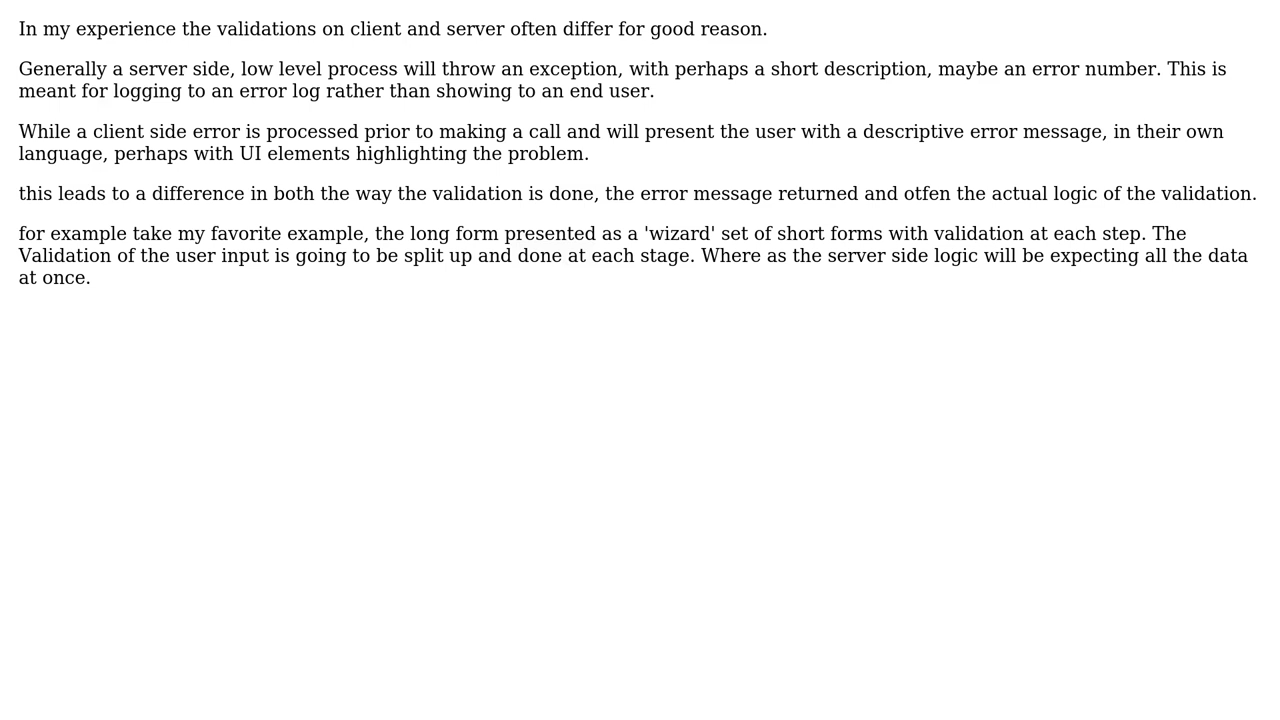 In my experience the validations on client and server often differ for good reason.
Generally a server side, low level process will throw an exception, with perhaps a short description, maybe an error number. This is
meant for logging to an error log rather than showing to an end user.
While a client side error is processed prior to making a call and will present the user with a descriptive error message, in their own
language, perhaps with UI elements highlighting the problem.
this leads to a difference in both the way the validation is done, the error message returned and otfen the actual logic of the validation.
for example take my favorite example, the long form presented as a 'wizard' set of short forms with validation at each step. The
Validation of the user input is going to be split up and done at each stage. Where as the server side logic will be expecting all the data
at once.